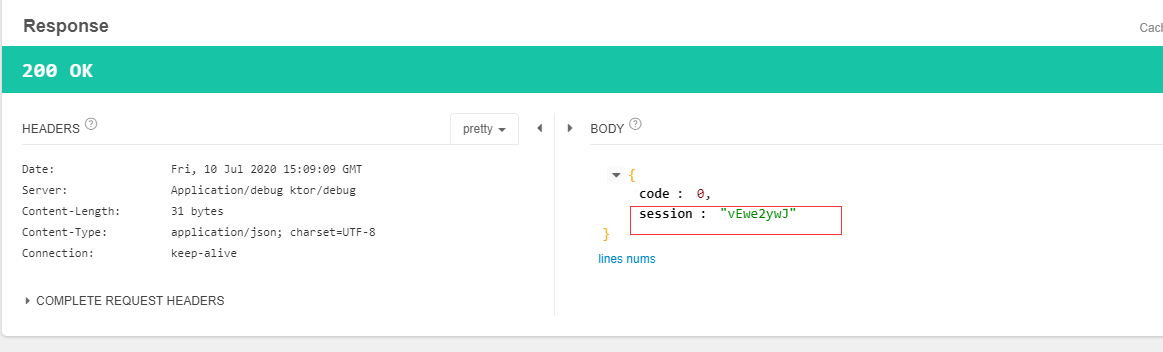 Response
Cach
200 OK
HEADERS ?
pretty
BODY ?
Date: Fri, 10 Jul 2020 15:09:09 GMT
Server: Application/debug ktor/debug
Content-Length: 31 bytes
Content-Type: application/json; charset=UTF-8
Connection: keep-alive
COMPLETE REQUEST HEADERS
{
code : 0,
session : "vEwe2ywJ"
}
lines nums